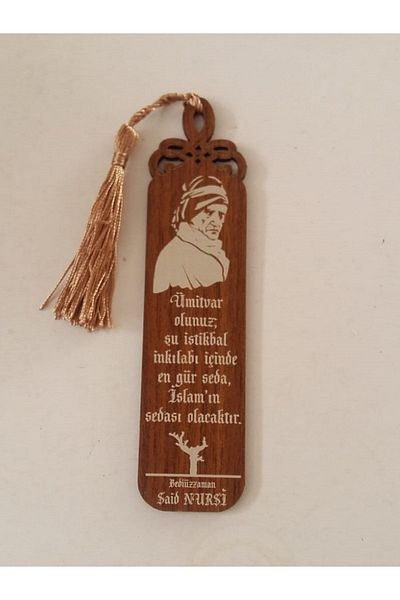 Ümitvar
olunuz;
şu istikbal
inkılabı içinde
en gür seda,
İslam'ın
sedası olacaktır.
Bediüzzaman
Said NURSİ